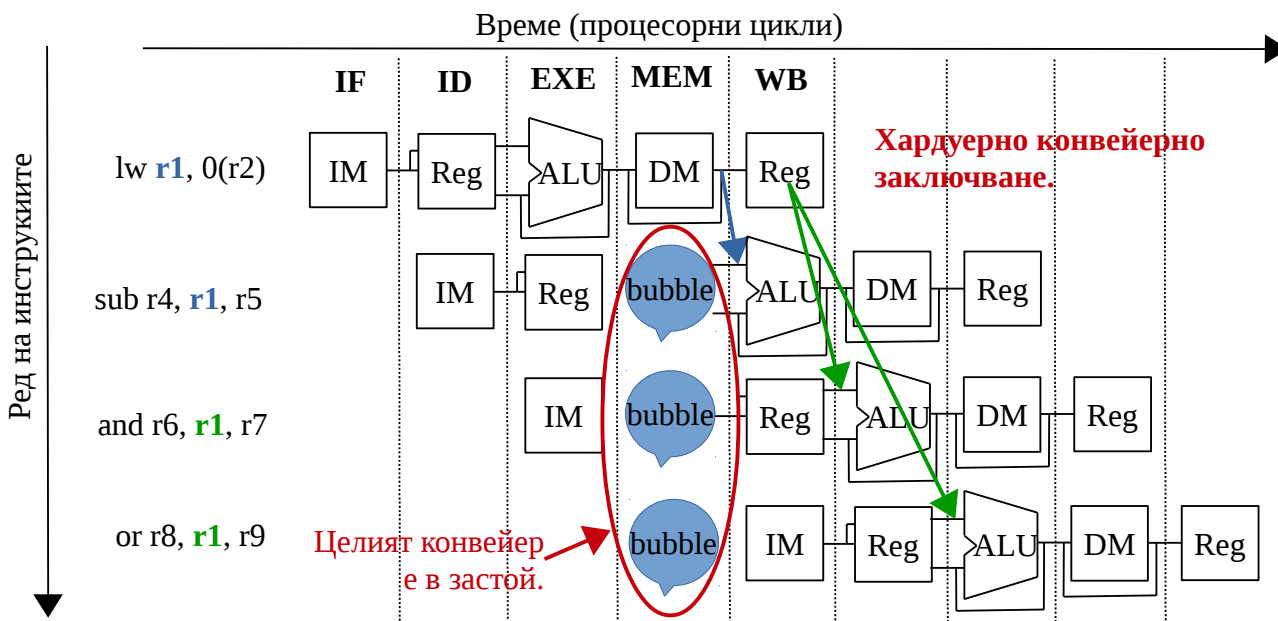 Време (процесорни цикли)
IF ID EXE MEM WB
Хардуерно конвейерно
заключване.
Ред на инструкиите
lw r1, 0(r2) IM Reg ALU DM Reg
sub r4, r1, r5 IM Reg bubble ALU DM Reg
and r6, r1, r7 IM bubble Reg ALU DM Reg
or r8, r1, r9 bubble IM Reg ALU DM Reg
Целият конвейер
е в застой.